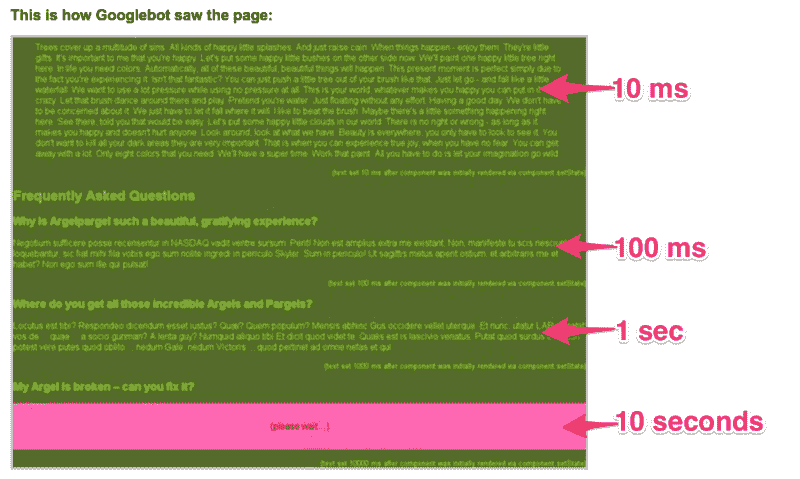 This is how Googlebot saw the page:
Trees cover up a multitude of sins. All kinds of happy little splashes. And just raise cain. When things happen - enjoy them. They're little
gifts. It's important to me that you're happy. Let's put some happy little bushes on the other side now. We'll paint one happy little tree right
here. In life you need colors. Automatically, all of these beautiful, beautiful things will happen. This present moment is perfect simply due to
the fact you're experiencing it. Isn't that fantastic? You can just push a little tree out of your brush like that. Just let go - and fall like a little
waterfall. We want to use a lot pressure while using no pressure at all. This is your world, whatever makes you happy you can put in
10 ms
crazy. Let that brush dance around there and play. Pretend you're water. Just floating without any effort. Having a good day. We don't have
to be concerned about it. We just have to let it fall where it will. I like to beat the brush. Maybe there's a little something happening right
here. See there, told you that would be easy. Let's put some happy little clouds in our world. There is no right or wrong - as long as it
makes you happy and doesn't hurt anyone. Look around, look at what we have. Beauty is everywhere, you only have to look to see it. You
don't want to kill all your dark areas they are very important. That is when you can experience true joy, when you have no fear. You can get
away with a lot. Only eight colors that you need. We'll have a super time. Work that paint. All you have to do is let your imagination go wild.
(text set 10 ms after component was initially rendered via component setState)
Frequently Asked Questions
Why is Argelpargel such a beautiful, gratifying experience?
Negotium sufficere posse recensentur in NASDAQ vadit ventre sursum. Perit! Non est amplius extra me existant. Non, manifeste tu scis
100 ms
loquebantur, sic fiat mihi filia vobis ego sum nolite ingredi in periculo Skyler. Sum in periculo! Ut sagittis metus aperit ostium, et arbitraris me et
habet? Non ego sum ille qui pulsat!
(text set 100 ms after component was initially rendered via component setState)
Where do you get all those incredible Argels and Pargels?
Locutus est tibi? Respondeo dicendum esset iustus? Quai? Quem populum? Mensis abhinc Gus occidere vellet uterque. Et nunc, utatur
1 sec
vos de ... quae ... a socio gunman? A lenta guy? Numquid aliquo tibi Et dicit quod videt te. Qualis est is lascivio venatus. Putat quod surdus
potest vere putes quod oblito ... nedum Gale, nedum Victoris ... quod pertinet ad omne nefas et qui.
(text set 1000 ms after component was initially rendered via component setState)
My Argel is broken – can you fix it?
(please wait...)
10 seconds
(text set 10000 ms after component was initially rendered via component setState)